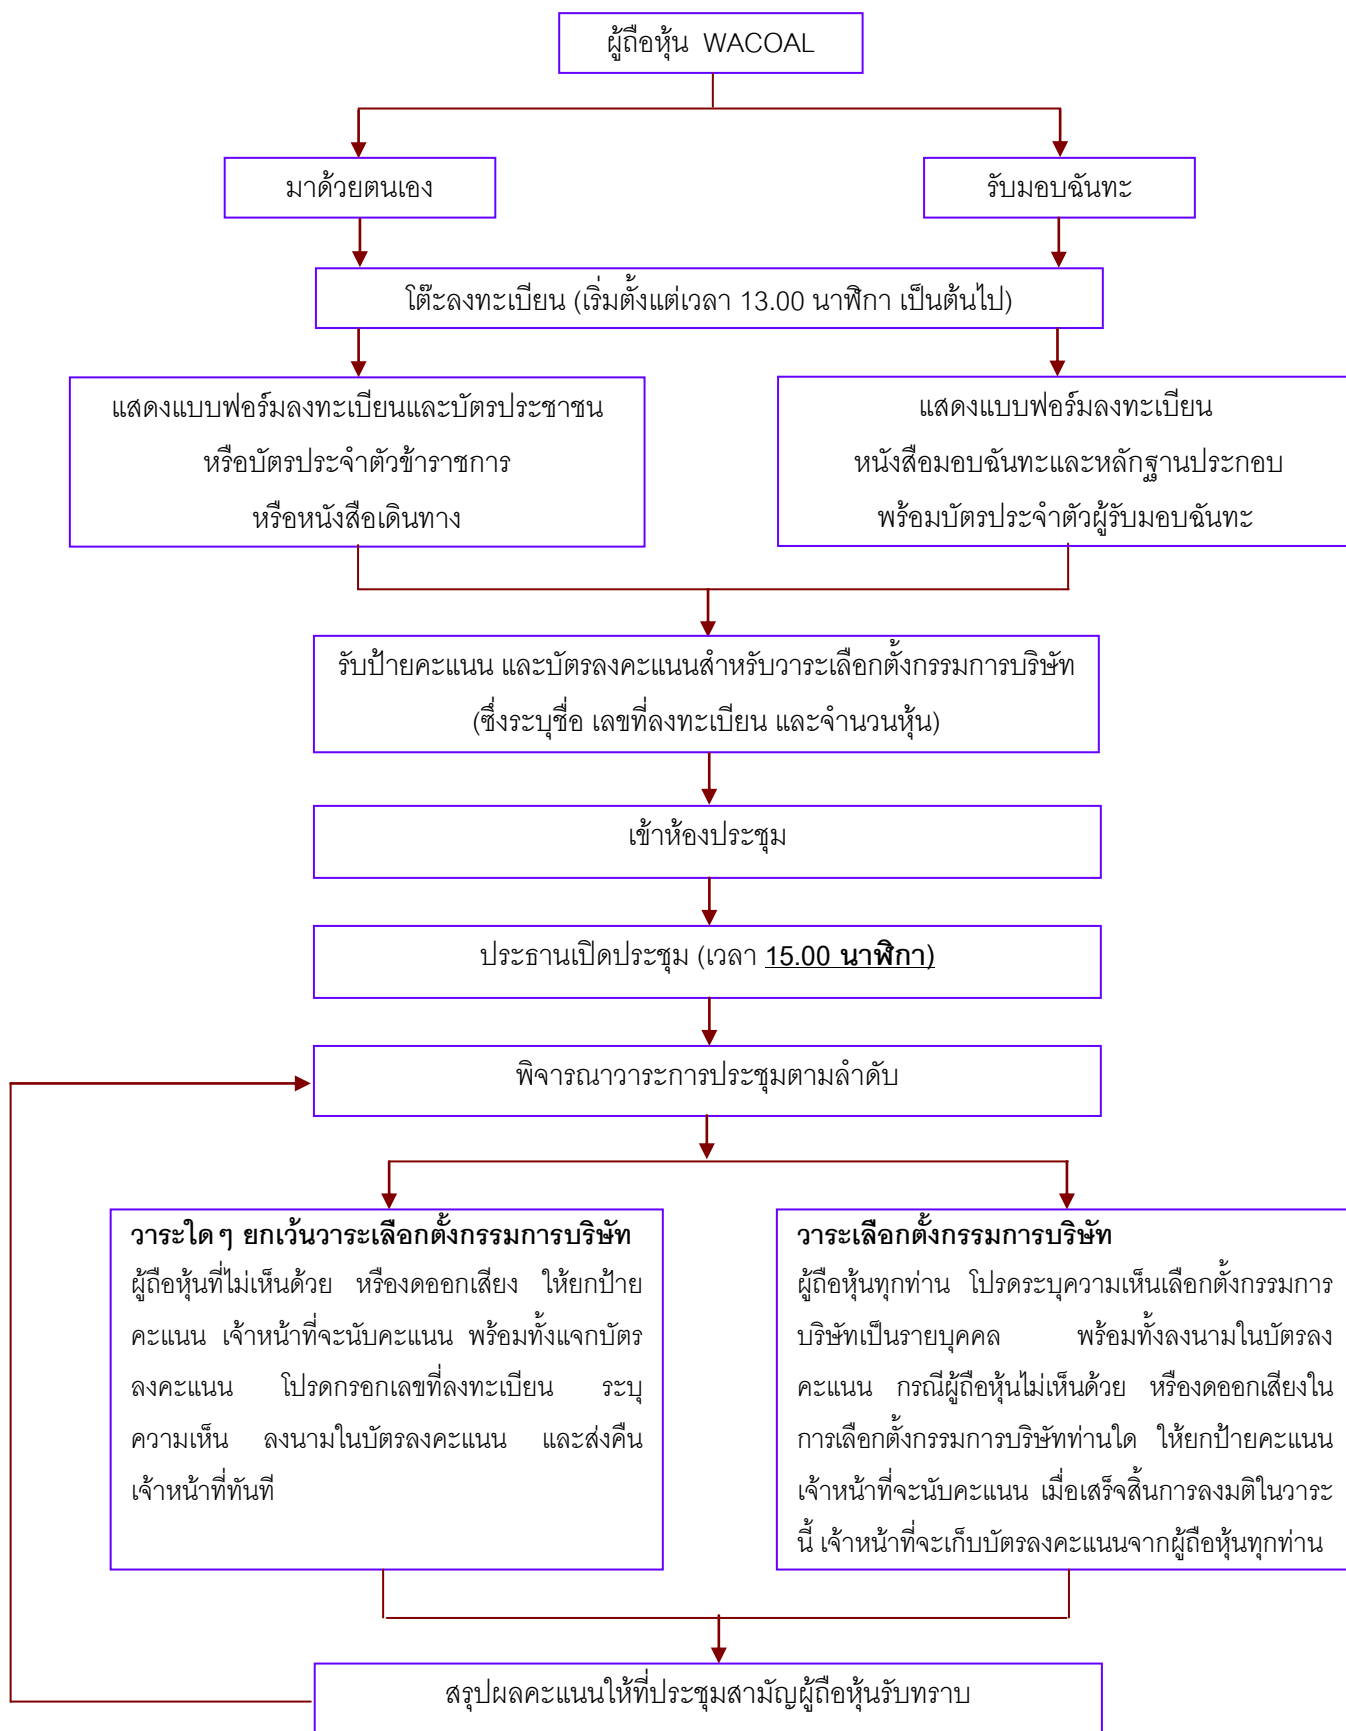 ผู้ถือหุ้น WACOAL
มาด้วยตนเอง
รับมอบฉันทะ
โต๊ะลงทะเบียน (เริ่มตั้งแต่เวลา 13.00 นาฬิกา เป็นต้นไป)
แสดงแบบฟอร์มลงทะเบียนและบัตรประชาชน
หรือบัตรประจำตัวข้าราชการ
หรือหนังสือเดินทาง
แสดงแบบฟอร์มลงทะเบียน
หนังสือมอบฉันทะและหลักฐานประกอบ
พร้อมบัตรประจำตัวผู้รับมอบฉันทะ
รับป้ายคะแนน และบัตรลงคะแนนสำหรับวาระเลือกตั้งกรรมการบริษัท
(ซึ่งระบุชื่อ เลขที่ลงทะเบียน และจำนวนหุ้น)
เข้าห้องประชุม
ประธานเปิดประชุม (เวลา 15.00 นาฬิกา)
พิจารณาวาระการประชุมตามลำดับ
วาระใด ๆ ยกเว้นวาระเลือกตั้งกรรมการบริษัท
ผู้ถือหุ้นที่ไม่เห็นด้วย หรืองดออกเสียง ให้ยกป้าย
คะแนน เจ้าหน้าที่จะนับคะแนน พร้อมทั้งแจกบัตร
ลงคะแนน โปรดกรอกเลขที่ลงทะเบียน ระบุ
ความเห็น ลงนามในบัตรลงคะแนน และส่งคืน
เจ้าหน้าที่ทันที
วาระเลือกตั้งกรรมการบริษัท
ผู้ถือหุ้นทุกท่าน โปรดระบุความเห็นเลือกตั้งกรรมการ
บริษัทเป็นรายบุคคล พร้อมทั้งลงนามในบัตรลง
คะแนน กรณีผู้ถือหุ้นไม่เห็นด้วย หรืองดออกเสียงใน
การเลือกตั้งกรรมการบริษัทท่านใด ให้ยกป้ายคะแนน
เจ้าหน้าที่จะนับคะแนน เมื่อเสร็จสิ้นการลงมติในวาระ
นี้ เจ้าหน้าที่จะเก็บบัตรลงคะแนนจากผู้ถือหุ้นทุกท่าน
สรุปผลคะแนนให้ที่ประชุมสามัญผู้ถือหุ้นรับทราบ